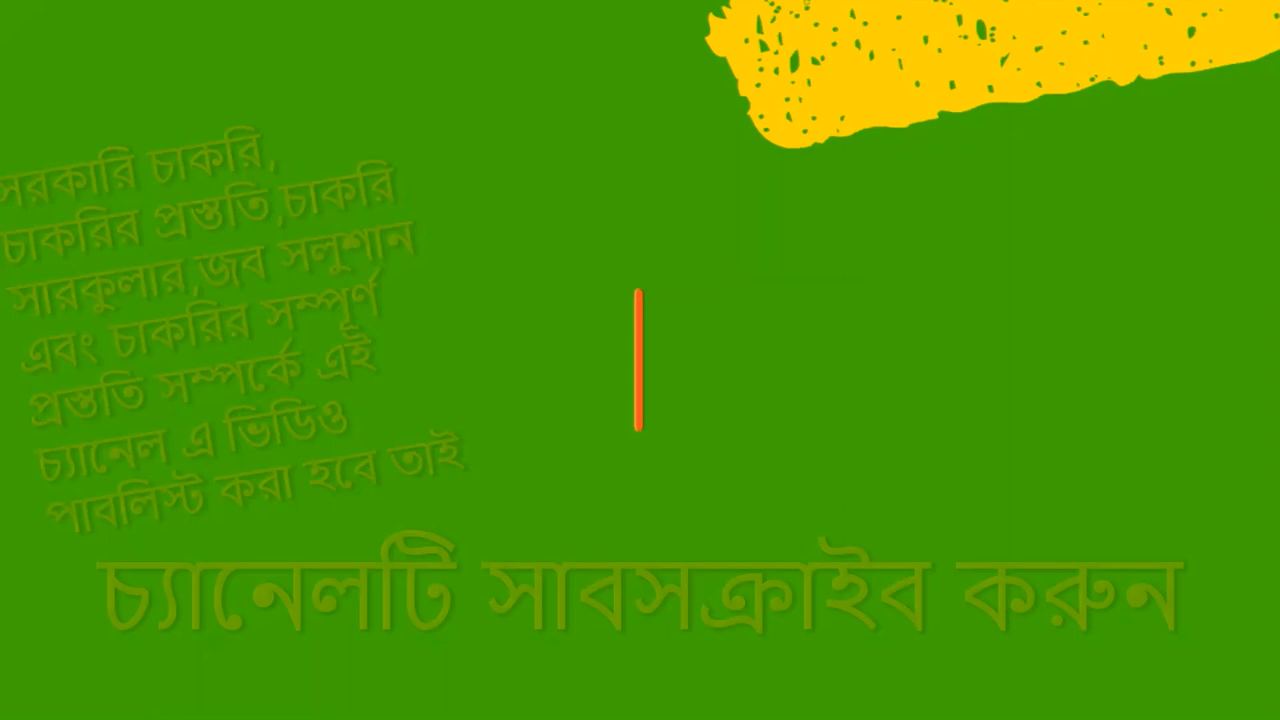 সরকারি চাকরি,
চাকরির প্রস্তুতি,চাকরি
সারকুলার,জব সলুশান
এবং চাকরির সম্পূর্ণ
প্রস্তুতি সম্পর্কে এই
চ্যানেল এ ভিডিও
পাবলিস্ট করা হবে তাই
চ্যানেলটি সাবসক্রাইব করুন